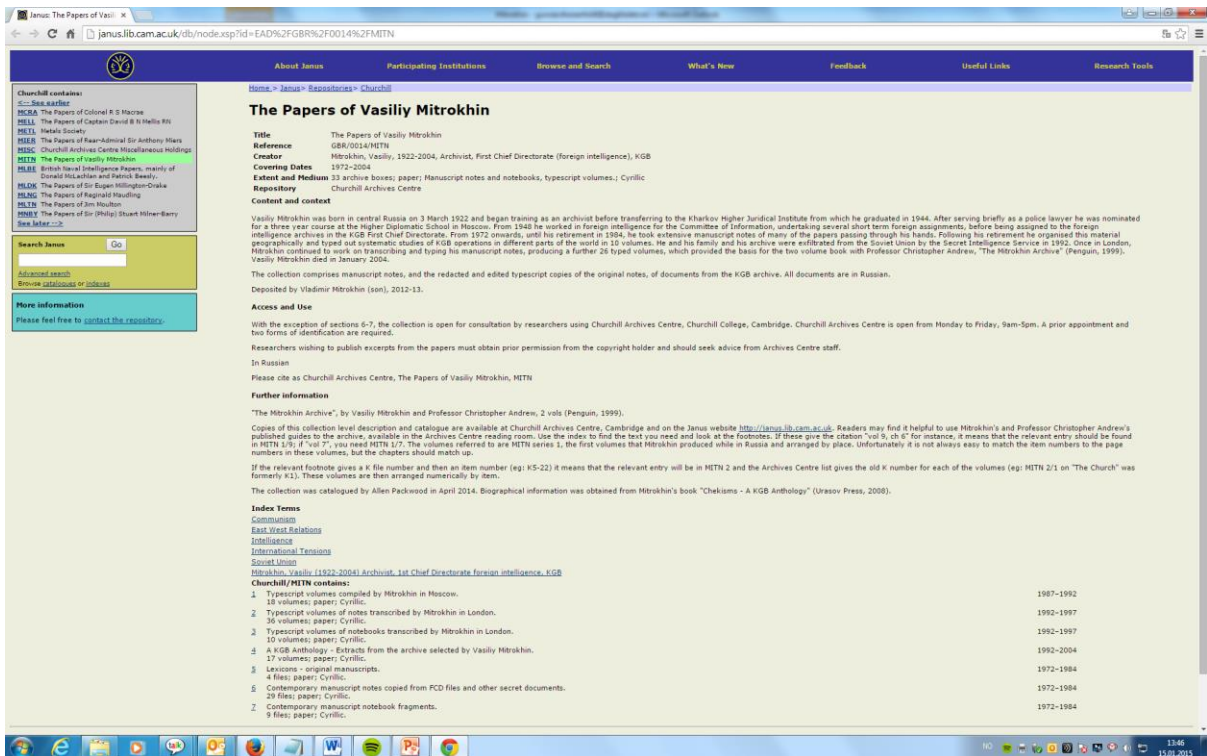 Janus: The Papers of Vasil
janus.lib.cam.ac.uk/db/node.xsp?id=EAD%2FGBR%2F0014%2FMITN
About Janus Participating Institutions Browse and Search What's New Feedback Useful Links Research Tools
Churchill contains:
<-- See earlier
MCRA The Papers of Colonel R S Macrae
MELL The Papers of Captain David B N Mellis RN
METL Metals Society
MIER The Papers of Rear-Admiral Sir Anthony Miers
MISC Churchill Archives Centre Miscellaneous Holdings
MITN The Papers of Vasiliy Mitrokhin
MLBE British Naval Intelligence Papers, mainly of
Donald McLachlan and Patrick Beesly.
MLDK The Papers of Sir Eugen Millington-Drake
MLNG The Papers of Reginald Maudling
MLTN The Papers of Jim Moulton
MNBY The Papers of Sir (Philip) Stuart Milner-Barry
See later -->
Search Janus Go
Advanced search
Browse catalogues or indexes
More information
Please feel free to contact the repository.
Home > Janus> Repositories> Churchill
The Papers of Vasiliy Mitrokhin
Title The Papers of Vasiliy Mitrokhin
Reference GBR/0014/MITN
Creator Mitrokhin, Vasiliy, 1922-2004, Archivist, First Chief Directorate (foreign intelligence), KGB
Covering Dates 1972-2004
Extent and Medium 33 archive boxes; paper; Manuscript notes and notebooks, typescript volumes.; Cyrillic
Repository Churchill Archives Centre
Content and context
Vasiliy Mitrokhin was born in central Russia on 3 March 1922 and began training as an archivist before transferring to the Kharkov Higher Juridical Institute from which he graduated in 1944. After serving briefly as a police lawyer he was nominated
for a three year course at the Higher Diplomatic School in Moscow. From 1948 he worked in foreign intelligence for the Committee of Information, undertaking several short term foreign assignments, before being assigned to the foreign
intelligence archives in the KGB First Chief Directorate. From 1972 onwards, until his retirement in 1984, he took extensive manuscript notes of many of the papers passing through his hands. Following his retirement he organised this material
geographically and typed out systematic studies of KGB operations in different parts of the world in 10 volumes. He and his family and his archive were exfiltrated from the Soviet Union by the Secret Intelligence Service in 1992. Once in London,
Mitrokhin continued to work on transcribing and typing his manuscript notes, producing a further 26 typed volumes, which provided the basis for the two volume book with Professor Christopher Andrew, "The Mitrokhin Archive" (Penguin, 1999).
Vasiliy Mitrokhin died in January 2004.
The collection comprises manuscript notes, and the redacted and edited typescript copies of the original notes, of documents from the KGB archive. All documents are in Russian.
Deposited by Vladimir Mitrokhin (son), 2012-13.
Access and Use
With the exception of sections 6-7, the collection is open for consultation by researchers using Churchill Archives Centre, Churchill College, Cambridge. Churchill Archives Centre is open from Monday to Friday, 9am-5pm. A prior appointment and
two forms of identification are required.
Researchers wishing to publish excerpts from the papers must obtain prior permission from the copyright holder and should seek advice from Archives Centre staff.
In Russian
Please cite as Churchill Archives Centre, The Papers of Vasiliy Mitrokhin, MITN
Further information
"The Mitrokhin Archive", by Vasiliy Mitrokhin and Professor Christopher Andrew, 2 vols (Penguin, 1999).
Copies of this collection level description and catalogue are available at Churchill Archives Centre, Cambridge and on the Janus website http://janus.lib.cam.ac.uk. Readers may find it helpful to use Mitrokhin's and Professor Christopher Andrew's
published guides to the archive, available in the Archives Centre reading room. Use the index to find the text you need and look at the footnotes. If these give the citation "vol 9, ch 6" for instance, it means that the relevant entry should be found
in MITN 1/9; if "vol 7", you need MITN 1/7. The volumes referred to are MITN series 1, the first volumes that Mitrokhin produced while in Russia and arranged by place. Unfortunately it is not always easy to match the item numbers to the page
numbers in these volumes, but the chapters should match up.
If the relevant footnote gives a K file number and then an item number (eg: K5-22) it means that the relevant entry will be in MITN 2 and the Archives Centre list gives the old K number for each of the volumes (eg: MITN 2/1 on "The Church" was
formerly K1). These volumes are then arranged numerically by item.
The collection was catalogued by Allen Packwood in April 2014. Biographical information was obtained from Mitrokhin's book "Chekisms - A KGB Anthology" (Urasov Press, 2008).
Index Terms
Communism
East West Relations
Intelligence
International Tensions
Soviet Union
Mitrokhin, Vasiliy (1922-2004) Archivist, 1st Chief Directorate foreign intelligence, KGB
Churchill/MITN contains:
1 Typescript volumes compiled by Mitrokhin in Moscow. 1987-1992
18 volumes; paper; Cyrillic.
2 Typescript volumes of notes transcribed by Mitrokhin in London. 1992-1997
36 volumes; paper; Cyrillic.
3 Typescript volumes of notebooks transcribed by Mitrokhin in London. 1992-1997
10 volumes; paper; Cyrillic.
4 A KGB Anthology - Extracts from the archive selected by Vasiliy Mitrokhin. 1992-2004
17 volumes; paper; Cyrillic.
5 Lexicons - original manuscripts. 1972-1984
4 files; paper; Cyrillic.
6 Contemporary manuscript notes copied from FCD files and other secret documents. 1972-1984
29 files; paper; Cyrillic.
7 Contemporary manuscript notebook fragments. 1972-1984
9 files; paper; Cyrillic.
talk
NO
13:46
15.01.2015